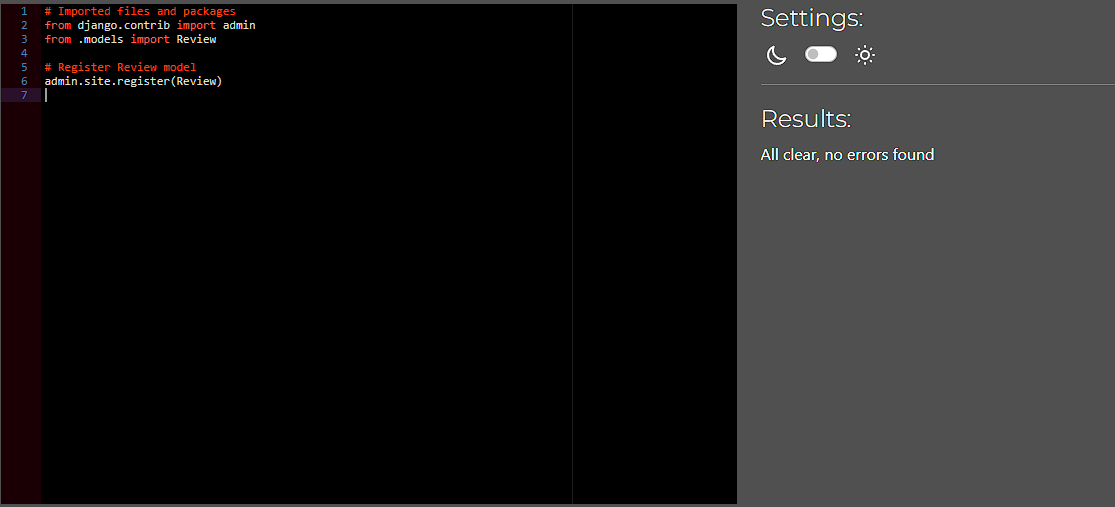 1 # Imported files and packages
2 from django.contrib import admin
3 from .models import Review
4
5 # Register Review model
6 admin.site.register(Review)
7
Settings:
Results:
All clear, no errors found